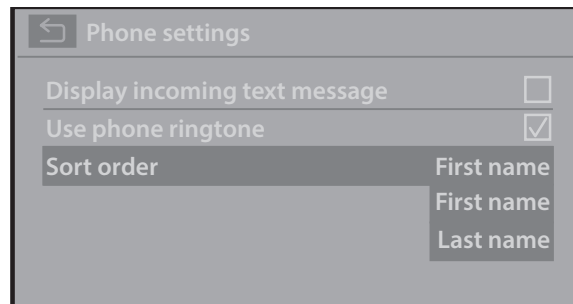 Phone settings
Display incoming text message
Use phone ringtone
Sort order First name
First name
Last name